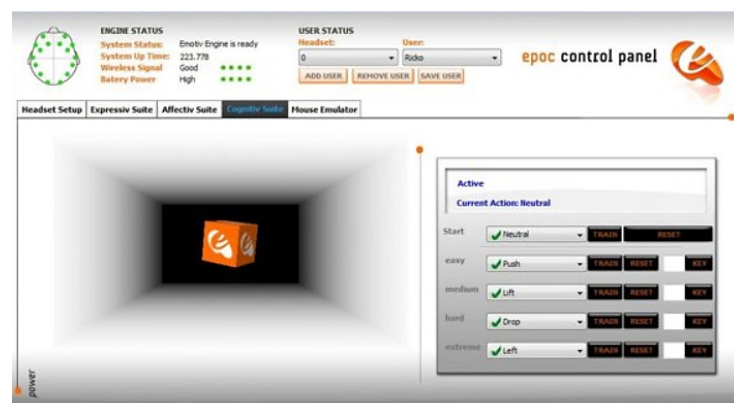 ENGINE STATUS
System Status: Emotiv Engine is ready
System Up Time: 223.778
Wireless Signal Good
Batery Power High
USER STATUS
Headset: User:
0 Ricko
ADD USER REMOVE USER SAVE USER
epoc control panel
Headset Setup Expressiv Suite Affectiv Suite Cognitiv Suite Mouse Emulator
Active
Current Action: Neutral
Start Neutral TRAIN RESET
easy Push TRAIN RESET KEY
medium Lift TRAIN RESET KEY
hard Drop TRAIN RESET KEY
extreme Left TRAIN RESET KEY
power